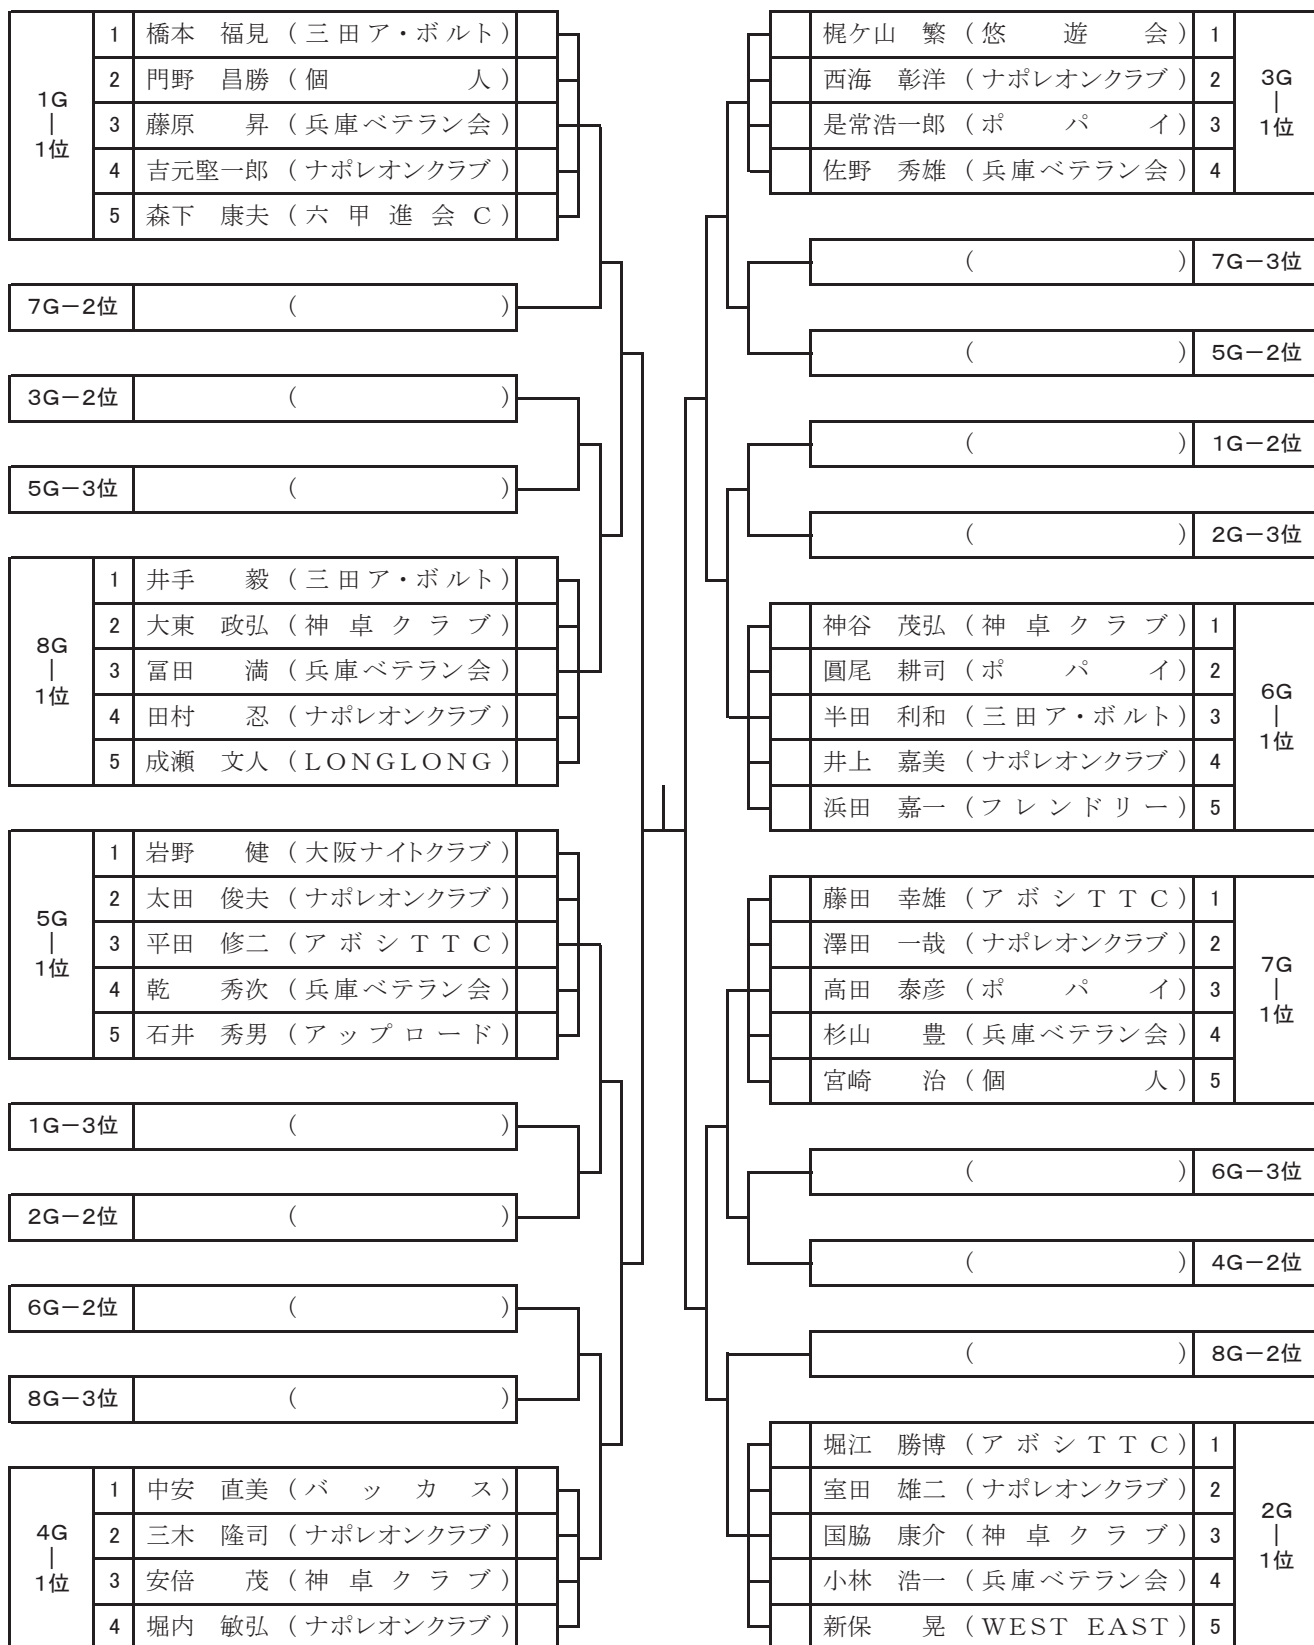 1G
|
1位
1 橋本 福見 (三田ア・ボルト)
2 門野 昌勝 (個 人)
3 藤原 昇 (兵庫ベテラン会)
4 吉元堅一郎 (ナポレオンクラブ)
5 森下 康夫 (六甲進会C)
7G－2位 ( )
3G－2位 ( )
5G－3位 ( )
8G
|
1位
1 井手 毅 (三田ア・ボルト)
2 大東 政弘 (神卓クラブ)
3 冨田 満 (兵庫ベテラン会)
4 田村 忍 (ナポレオンクラブ)
5 成瀬 文人 (LONGLONG)
5G
|
1位
1 岩野 健 (大阪ナイトクラブ)
2 太田 俊夫 (ナポレオンクラブ)
3 平田 修二 (アボシTTC)
4 乾 秀次 (兵庫ベテラン会)
5 石井 秀男 (アップロード)
1G－3位 ( )
2G－2位 ( )
6G－2位 ( )
8G－3位 ( )
4G
|
1位
1 中安 直美 (バッカス)
2 三木 隆司 (ナポレオンクラブ)
3 安倍 茂 (神卓クラブ)
4 堀内 敏弘 (ナポレオンクラブ)
梶ケ山 繁 (悠遊会) 1
西海 彰洋 (ナポレオンクラブ) 2
是常浩一郎 (ポパイ) 3
佐野 秀雄 (兵庫ベテラン会) 4
3G
|
1位
( ) 7G－3位
( ) 5G－2位
( ) 1G－2位
( ) 2G－3位
神谷 茂弘 (神卓クラブ) 1
圓尾 耕司 (ポパイ) 2
半田 利和 (三田ア・ボルト) 3
井上 嘉美 (ナポレオンクラブ) 4
浜田 嘉一 (フレンドリー) 5
6G
|
1位
藤田 幸雄 (アボシTTC) 1
澤田 一哉 (ナポレオンクラブ) 2
高田 泰彦 (ポパイ) 3
杉山 豊 (兵庫ベテラン会) 4
宮崎 治 (個 人) 5
7G
|
1位
( ) 6G－3位
( ) 4G－2位
( ) 8G－2位
堀江 勝博 (アボシTTC) 1
室田 雄二 (ナポレオンクラブ) 2
国脇 康介 (神卓クラブ) 3
小林 浩一 (兵庫ベテラン会) 4
新保 晃 (WEST EAST) 5
2G
|
1位